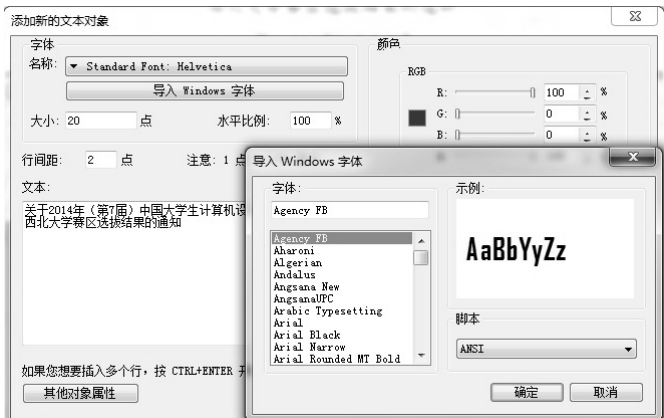 添加新的文本对象
字体
名称: Standard Font: Helvetica
导入 Windows 字体
大小: 20 点 水平比例: 100 %
行间距: 2 点 注意: 1 点
文本:
关于2014年（第7届）中国大学生计算机设
西北大学赛区选拔结果的通知
如果您想要插入多个行，按 CTRL+ENTER 开
其他对象属性
颜色
RGB
R: 100 %
G: 0 %
B: 0 %
导入 Windows 字体
字体:
Agency FB
Agency FB
Aharoni
Algerian
Andalus
Angsana New
AngsanaUPC
Arabic Typesetting
Arial
Arial Black
Arial Narrow
Arial Rounded MT Bold
示例:
AaBbYyZz
脚本
ANSI
确定 取消